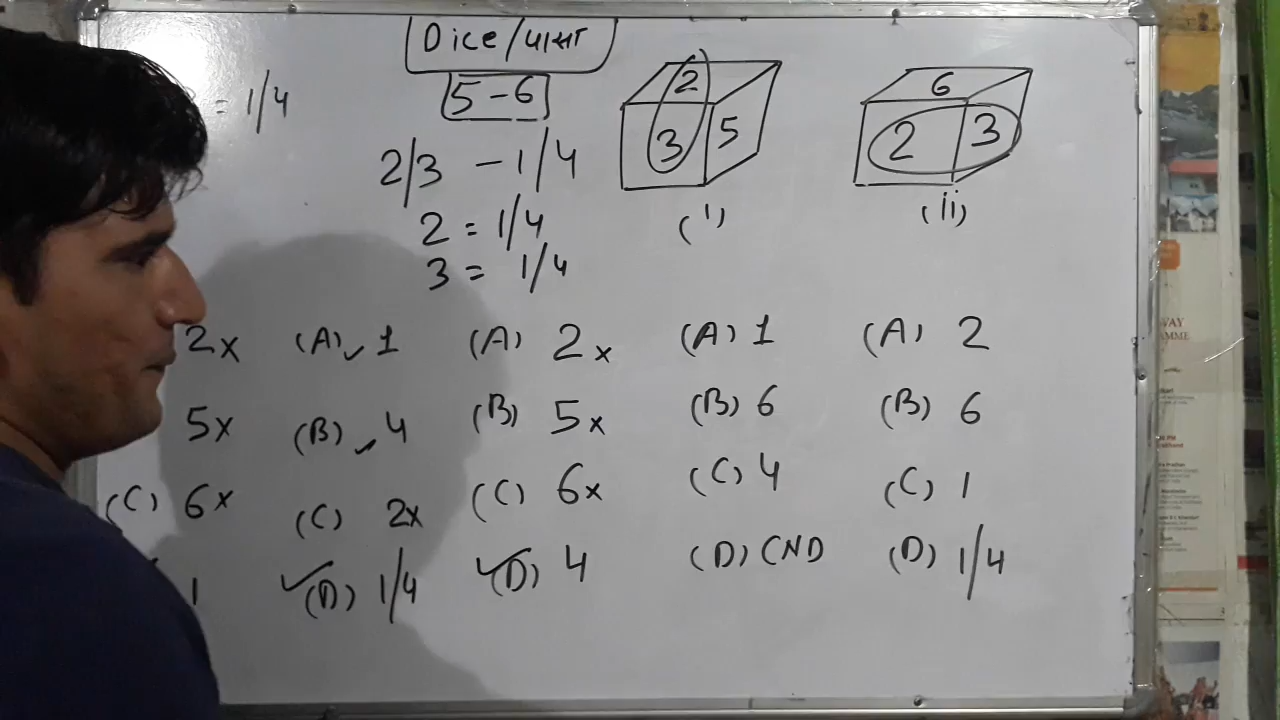 Dice/पासा
= 1/4
5-6
2/3 - 1/4
2 = 1/4
3 = 1/4
2
3
5
(i)
6
2
3
(ii)
2x
(A) ✓ 1
(A) 2x
(A) 1
(A) 2
5x
(B) ✓ 4
(B) 5x
(B) 6
(B) 6
(C) 6x
(C) 2x
(C) 6x
(C) 4
(C) 1
1
✓(D) 1/4
✓(D) 4
(D) CND
(D) 1/4